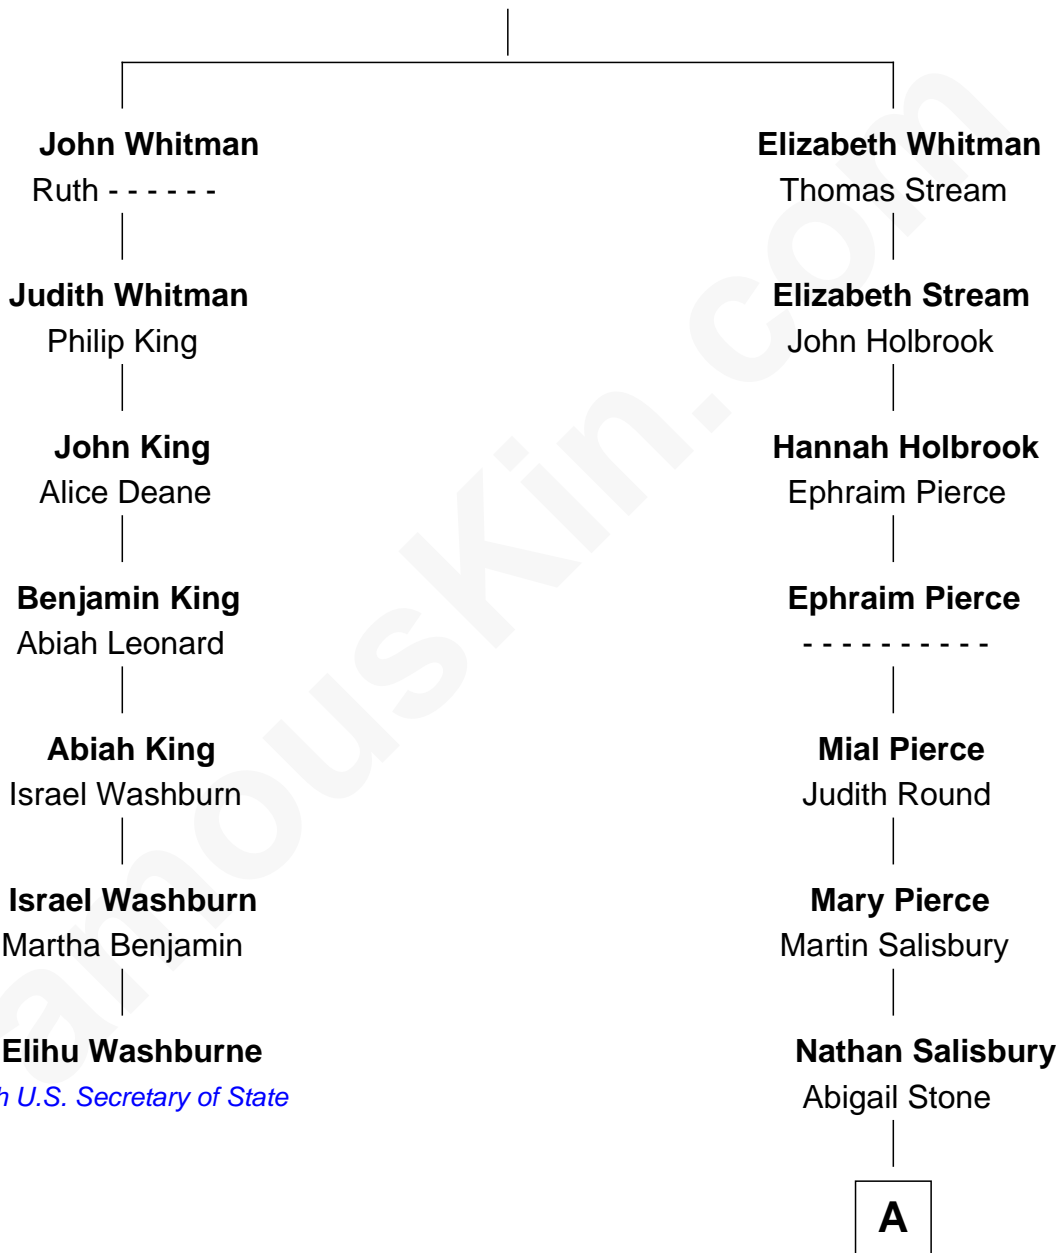 John Whitman
Ruth - - - - - -
Judith Whitman
Philip King
John King
Alice Deane
Benjamin King
Abiah Leonard
Abiah King
Israel Washburn
Israel Washburn
Martha Benjamin
Elihu Washburne
h U.S. Secretary of State
Elizabeth Whitman
Thomas Stream
Elizabeth Stream
John Holbrook
Hannah Holbrook
Ephraim Pierce
Ephraim Pierce
- - - - - - - - - -
Mial Pierce
Judith Round
Mary Pierce
Martin Salisbury
Nathan Salisbury
Abigail Stone
A
amouskin.com